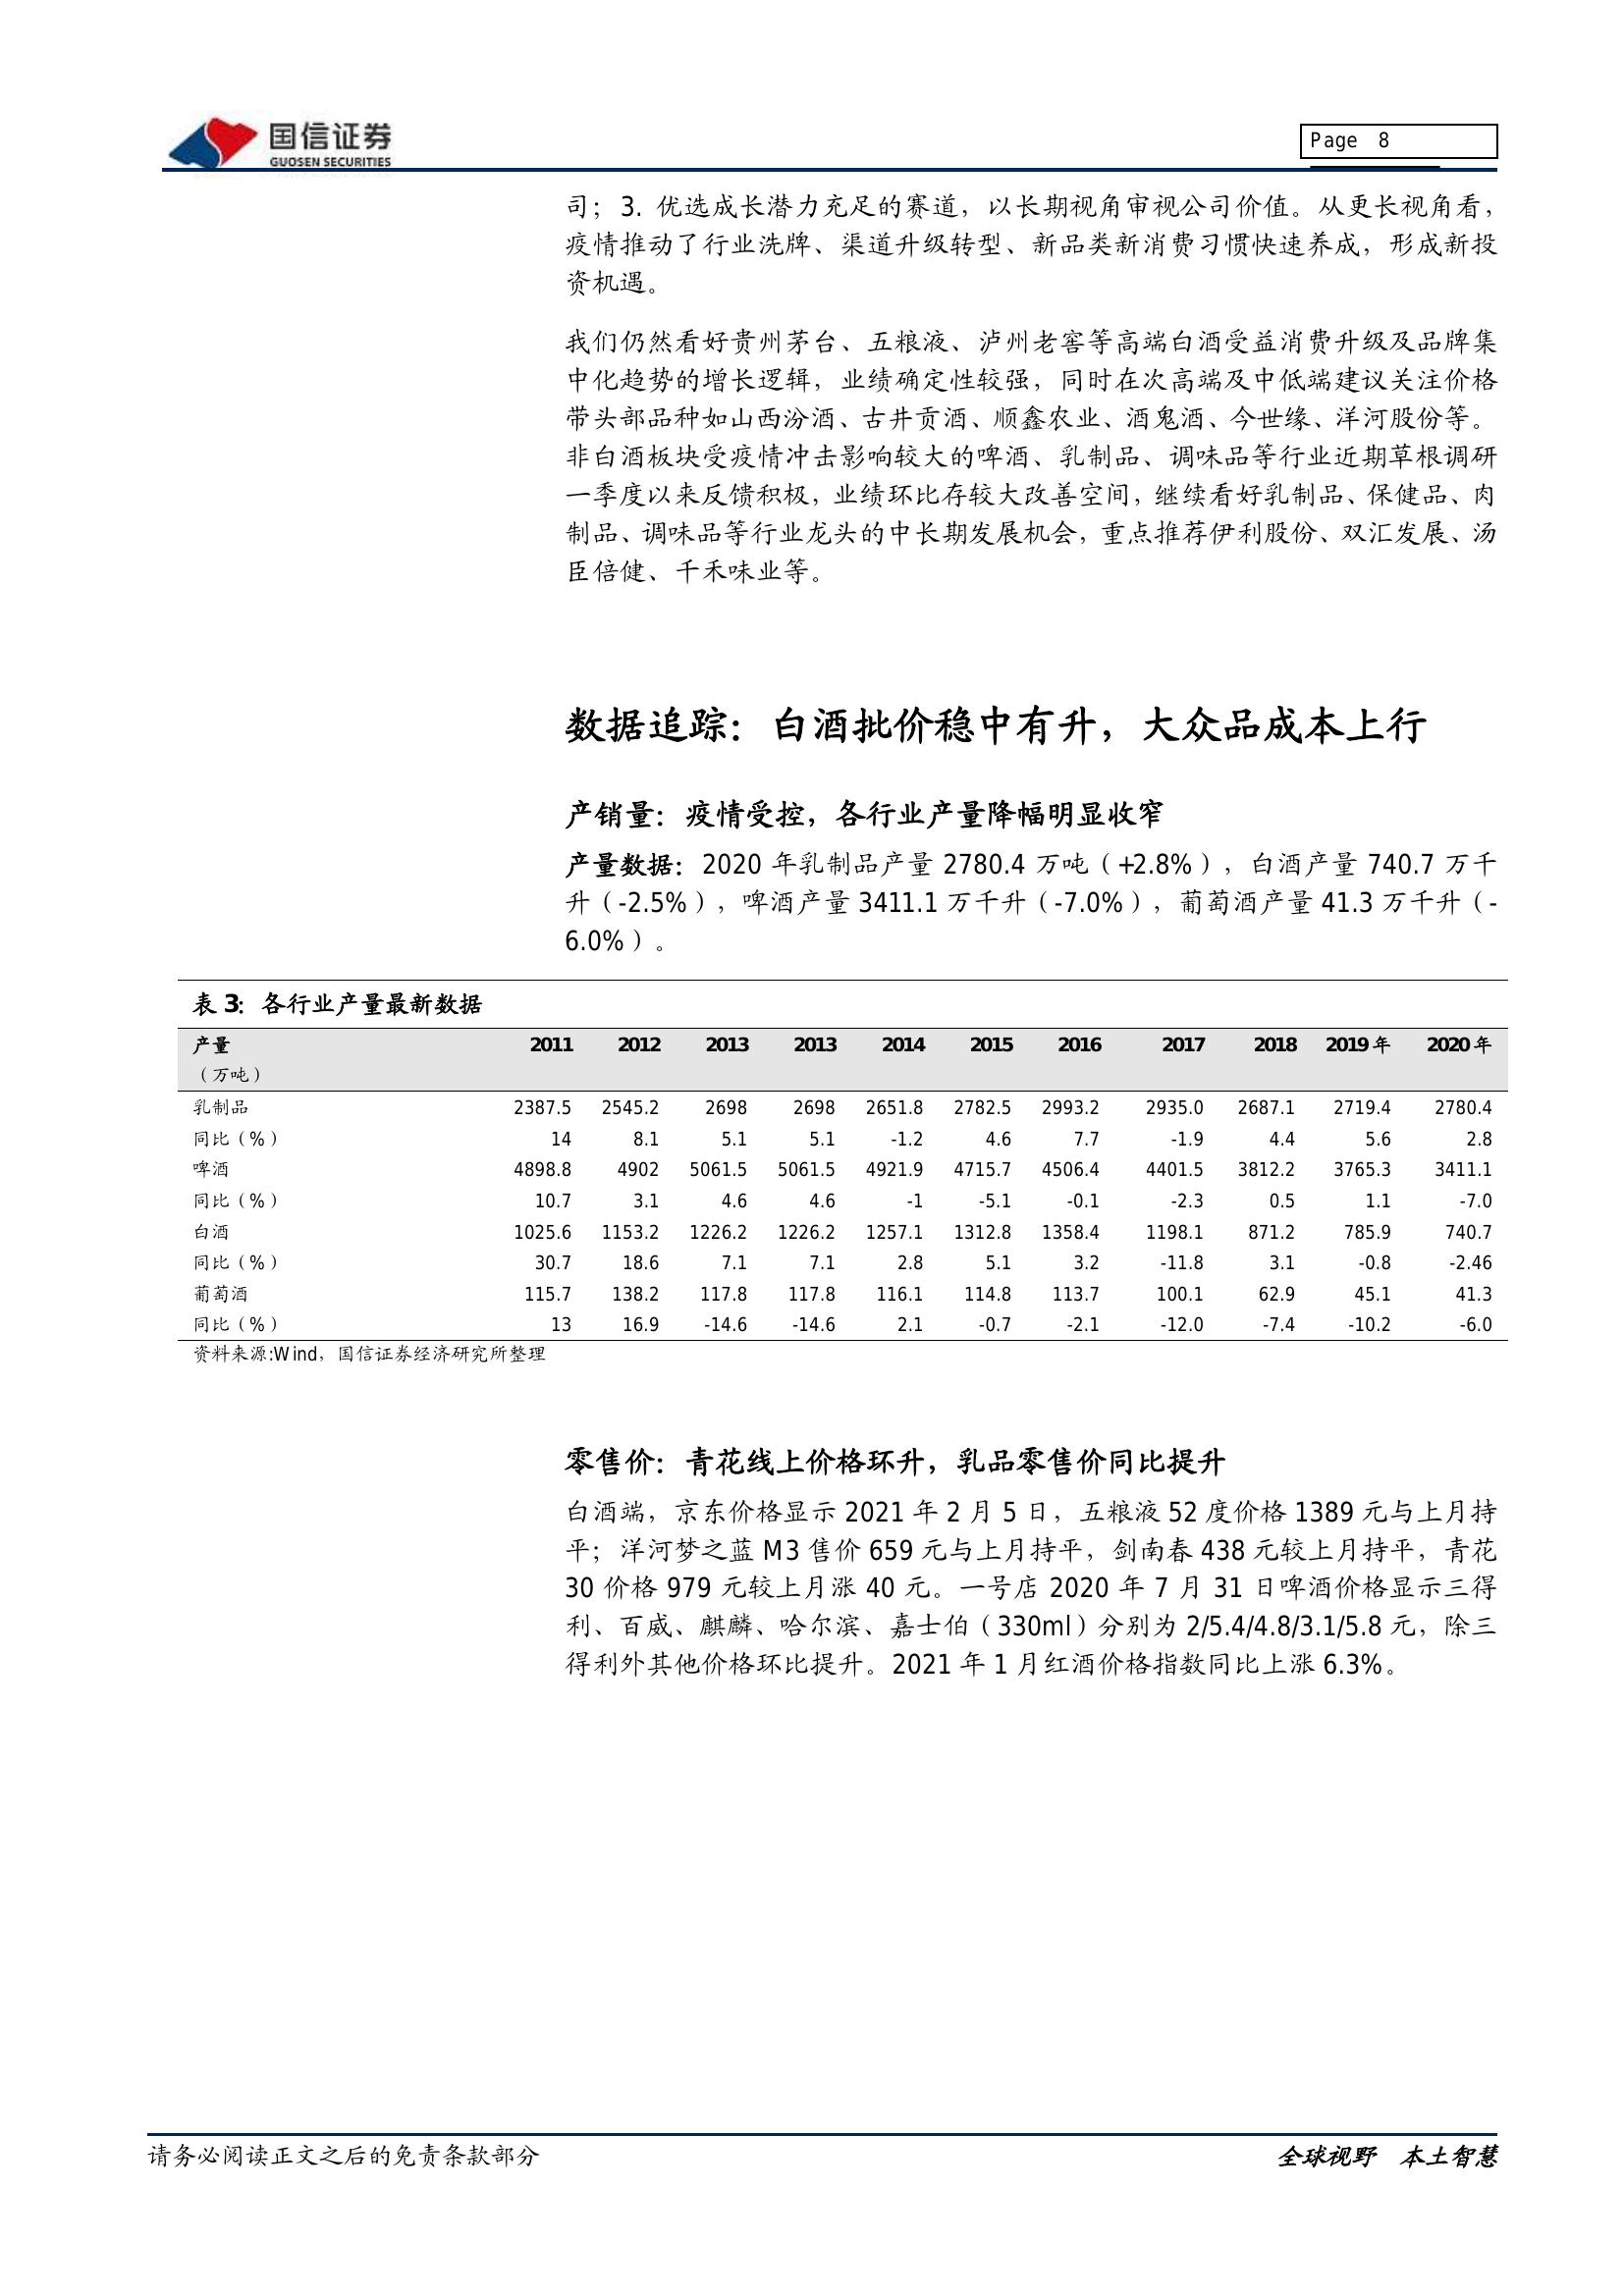 国信证券
GUOSEN SECURITIES
Page 8
司；3. 优选成长潜力充足的赛道，以长期视角审视公司价值。从更长视角看，
疫情推动了行业洗牌、渠道升级转型、新品类新消费习惯快速养成，形成新投
资机遇。
我们仍然看好贵州茅台、五粮液、泸州老窖等高端白酒受益消费升级及品牌集
中化趋势的增长逻辑，业绩确定性较强，同时在次高端及中低端建议关注价格
带头部品种如山西汾酒、古井贡酒、顺鑫农业、酒鬼酒、今世缘、洋河股份等。
非白酒板块受疫情冲击影响较大的啤酒、乳制品、调味品等行业近期草根调研
一季度以来反馈积极，业绩环比存较大改善空间，继续看好乳制品、保健品、肉
制品、调味品等行业龙头的中长期发展机会，重点推荐伊利股份、双汇发展、汤
臣倍健、千禾味业等。
数据追踪：白酒批价稳中有升，大众品成本上行
产销量：疫情受控，各行业产量降幅明显收窄
产量数据：2020 年乳制品产量 2780.4 万吨（+2.8%），白酒产量 740.7 万千
升（-2.5%），啤酒产量 3411.1 万千升（-7.0%），葡萄酒产量 41.3 万千升（-
6.0%）。
表 3：各行业产量最新数据
产量 2011 2012 2013 2013 2014 2015 2016 2017 2018 2019 年 2020 年
（万吨）
乳制品 2387.5 2545.2 2698 2698 2651.8 2782.5 2993.2 2935.0 2687.1 2719.4 2780.4
同比（%） 14 8.1 5.1 5.1 -1.2 4.6 7.7 -1.9 4.4 5.6 2.8
啤酒 4898.8 4902 5061.5 5061.5 4921.9 4715.7 4506.4 4401.5 3812.2 3765.3 3411.1
同比（%） 10.7 3.1 4.6 4.6 -1 -5.1 -0.1 -2.3 0.5 1.1 -7.0
白酒 1025.6 1153.2 1226.2 1226.2 1257.1 1312.8 1358.4 1198.1 871.2 785.9 740.7
同比（%） 30.7 18.6 7.1 7.1 2.8 5.1 3.2 -11.8 3.1 -0.8 -2.46
葡萄酒 115.7 138.2 117.8 117.8 116.1 114.8 113.7 100.1 62.9 45.1 41.3
同比（%） 13 16.9 -14.6 -14.6 2.1 -0.7 -2.1 -12.0 -7.4 -10.2 -6.0
资料来源:Wind，国信证券经济研究所整理
零售价：青花线上价格环升，乳品零售价同比提升
白酒端，京东价格显示 2021 年 2 月 5 日，五粮液 52 度价格 1389 元与上月持
平；洋河梦之蓝 M3 售价 659 元与上月持平，剑南春 438 元较上月持平，青花
30 价格 979 元较上月涨 40 元。一号店 2020 年 7 月 31 日啤酒价格显示三得
利、百威、麒麟、哈尔滨、嘉士伯（330ml）分别为 2/5.4/4.8/3.1/5.8 元，除三
得利外其他价格环比提升。2021 年 1 月红酒价格指数同比上涨 6.3%。
请务必阅读正文之后的免责条款部分
全球视野 本土智慧